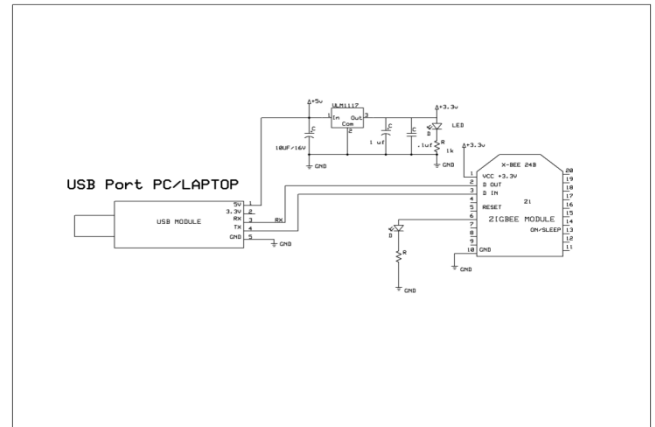 +5v
ULM1117
1 In Out 3
Com
2
+3.3v
C
10UF/16V
C
1 uf
C
.1uf
LED
D
R
1k
GND
GND
+3.3v
X-BEE 24B
USB Port PC/LAPTOP
USB MODULE
5V 1
3.3V 2
RX 3
TX 4
GND 5
RX
GND
1 VCC +3.3V
2 D OUT
3 D IN
4
5 RESET
6
7
8
9
10 GND
21
ZIGBEE MODULE
ON/SLEEP
20
19
18
17
16
15
14
13
12
11
D
R
GND
GND